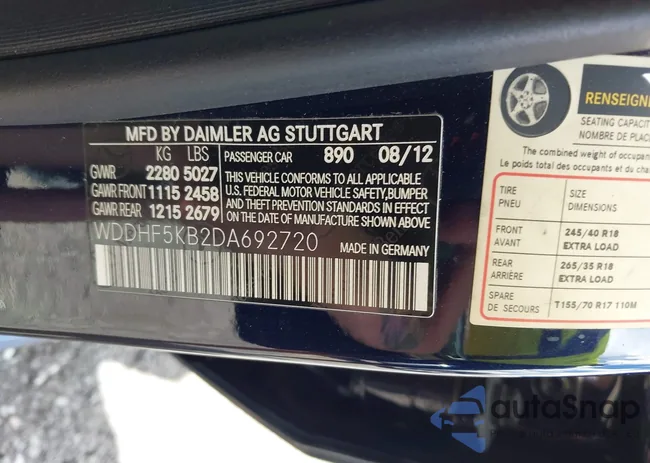 MFD BY DAIMLER AG STUTTGART
KG LBS PASSENGER CAR 890 08/12
GVWR 2280 5027
GAWR FRONT 1115 2458
GAWR REAR 1215 2679
THIS VEHICLE CONFORMS TO ALL APPLICABLE
U.S. FEDERAL MOTOR VEHICLE SAFETY,BUMPER
AND THEFT PREVENTION STANDARDS IN EFFECT
ON THE DATE OF MANUFACTURE SHOWN ABOVE
WDDHF5KB2DA692720 MADE IN GERMANY
RENSEIGNE
SEATING CAPACIT
NOMBRE DE PLAC
The combined weight of occupan
Le poids total des occupants et du
TIRE SIZE
PNEU DIMENSIONS
FRONT 245/40 R18
AVANT EXTRA LOAD
REAR 265/35 R18
ARRIÈRE EXTRA LOAD
SPARE
DE SECOURS T155/70 R17 110M
autoSnap